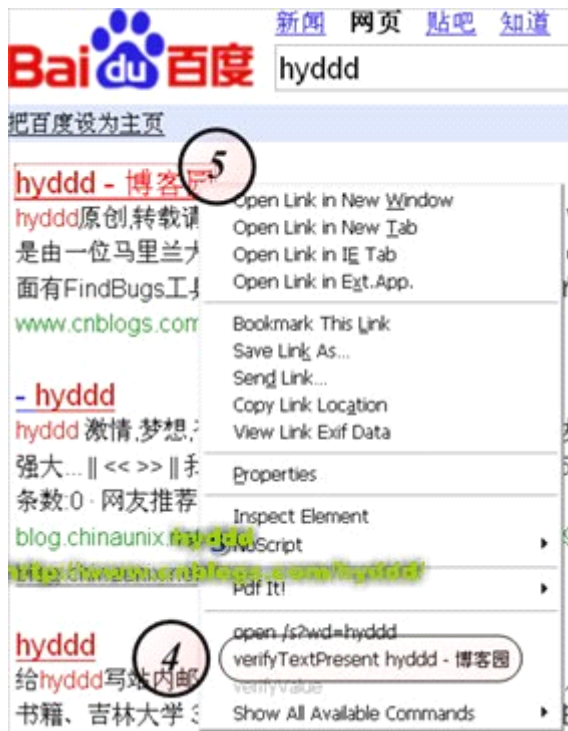 Bai du 百度
新闻 网页 贴吧 知道
hyddd
把百度设为主页
5
hyddd - 博客园
hyddd原创,转载请
是由一位马里兰大
面有FindBugs工具
www.cnblogs.com
- hyddd
hyddd 激情,梦想,
强大... || << >> || 我
条数:0 · 网友推荐
blog.chinaunix.
hyddd
http://www.cnblogs.com/hyddd/
hyddd
给hyddd写站内邮
书籍、吉林大学 3
Open Link in New Window
Open Link in New Tab
Open Link in IE Tab
Open Link in Ext.App.
Bookmark This Link
Save Link As...
Send Link...
Copy Link Location
View Link Exif Data
Properties
Inspect Element
NoScript
Pdf It!
open /s?wd=hyddd
4
verifyTextPresent hyddd - 博客园
verifyValue
Show All Available Commands